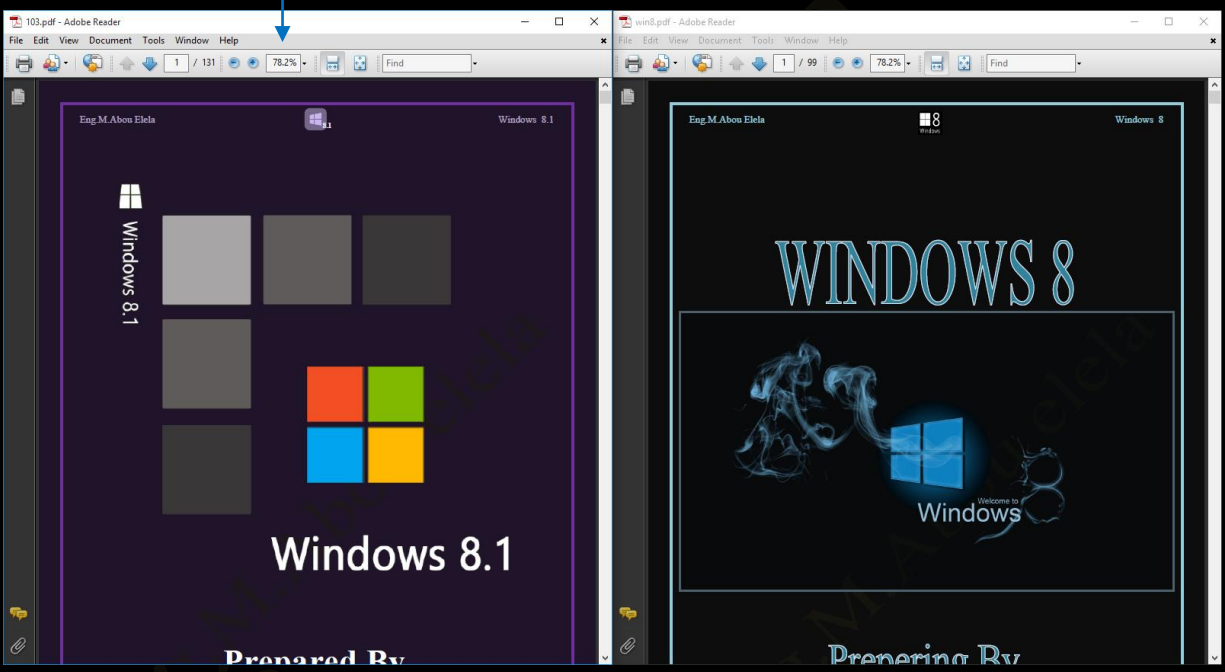 103.pdf - Adobe Reader
File Edit View Document Tools Window Help
1 / 131 78.2% Find
Eng.M.Abou Elela
8.1
Windows 8.1
Windows 8.1
Windows 8.1
Prepared By
win8.pdf - Adobe Reader
File Edit View Document Tools Window Help
1 / 99 78.2% Find
Eng.M.Abou Elela
8
Windows
Windows 8
WINDOWS 8
Welcome to
Windows 8
Prepering By